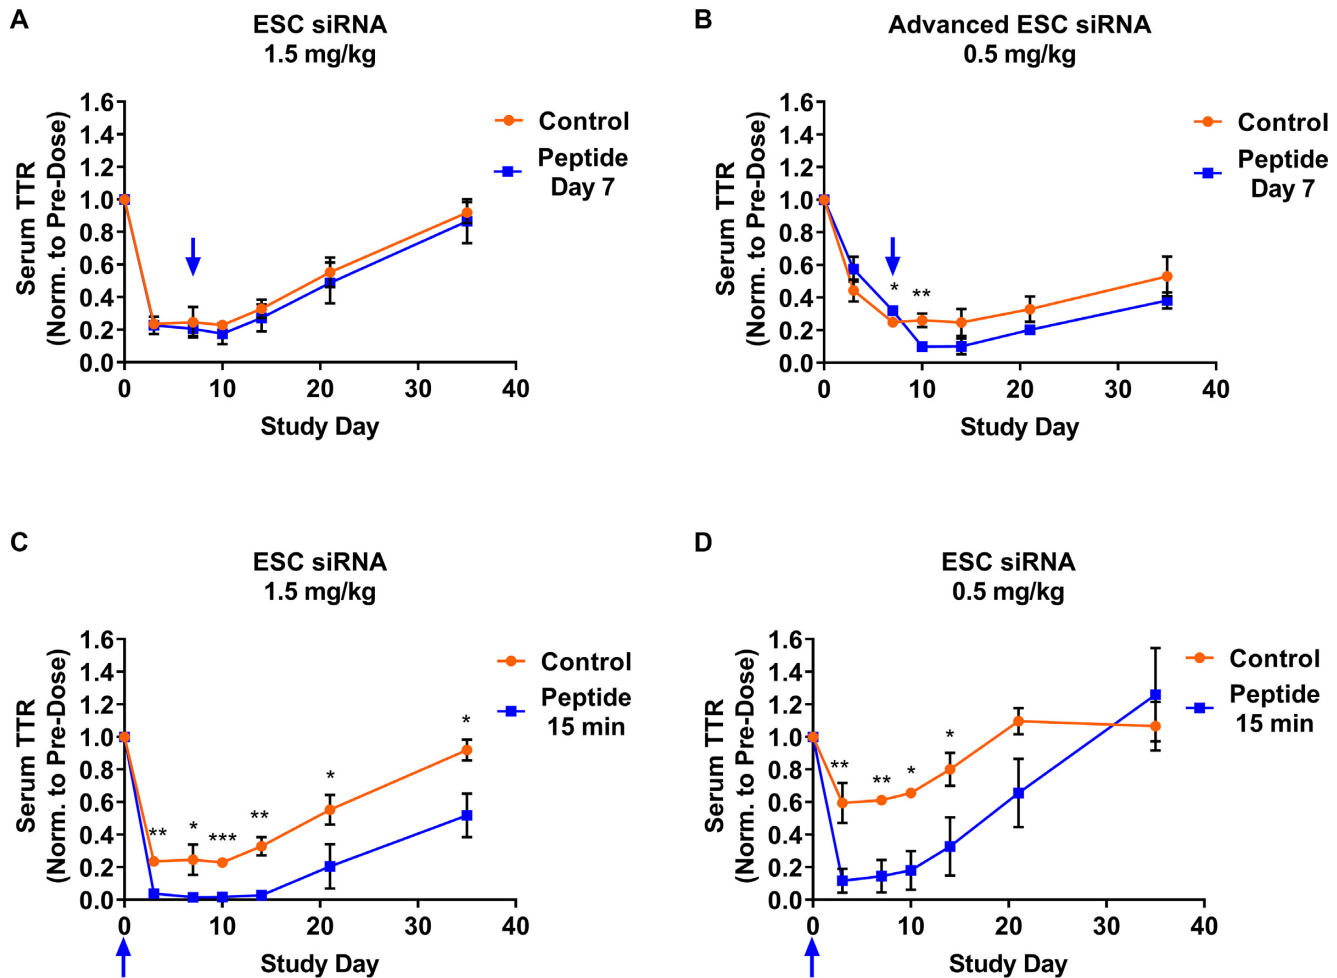 A
ESC siRNA
1.5 mg/kg
Serum TTR
(Norm. to Pre-Dose)
1.6
1.4
1.2
1.0
0.8
0.6
0.4
0.2
0.0
0 10 20 30 40
Study Day
Control
Peptide
Day 7
B
Advanced ESC siRNA
0.5 mg/kg
Serum TTR
(Norm. to Pre-Dose)
1.6
1.4
1.2
1.0
0.8
0.6
0.4
0.2
0.0
* **
0 10 20 30 40
Study Day
Control
Peptide
Day 7
C
ESC siRNA
1.5 mg/kg
Serum TTR
(Norm. to Pre-Dose)
1.6
1.4
1.2
1.0
0.8
0.6
0.4
0.2
0.0
** * *** ** * *
0 10 20 30 40
Study Day
Control
Peptide
15 min
D
ESC siRNA
0.5 mg/kg
Serum TTR
(Norm. to Pre-Dose)
1.6
1.4
1.2
1.0
0.8
0.6
0.4
0.2
0.0
** ** * *
0 10 20 30 40
Study Day
Control
Peptide
15 min